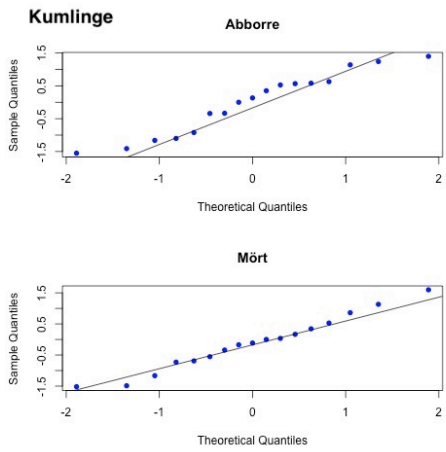 Kumlinge
Abborre
Sample Quantiles
1.5
0.5
-0.5
-1.5
-2 -1 0 1 2
Theoretical Quantiles
Mört
Sample Quantiles
1.5
0.5
-0.5
-1.5
-2 -1 0 1 2
Theoretical Quantiles